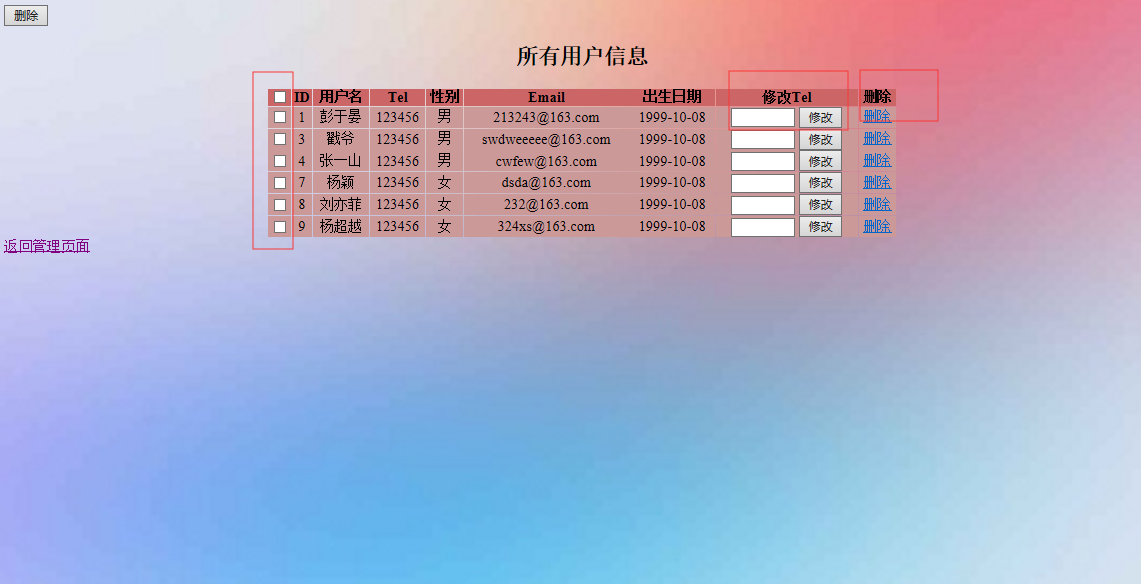 删除
所有用户信息
ID 用户名 Tel 性别 Email 出生日期 修改Tel 删除
1 彭于晏 123456 男 213243@163.com 1999-10-08 修改 删除
3 戳爷 123456 男 swdweeeee@163.com 1999-10-08 修改 删除
4 张一山 123456 男 cwfew@163.com 1999-10-08 修改 删除
7 杨颖 123456 女 dsda@163.com 1999-10-08 修改 删除
8 刘亦菲 123456 女 232@163.com 1999-10-08 修改 删除
9 杨超越 123456 女 324xs@163.com 1999-10-08 修改 删除
返回管理页面